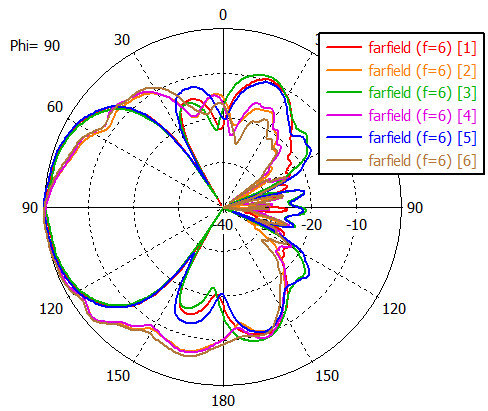 0
Phi= 90
30
3
farfield (f=6) [1]
farfield (f=6) [2]
farfield (f=6) [3]
farfield (f=6) [4]
farfield (f=6) [5]
farfield (f=6) [6]
60
90
90
-40
-20
-10
120
120
150
150
180